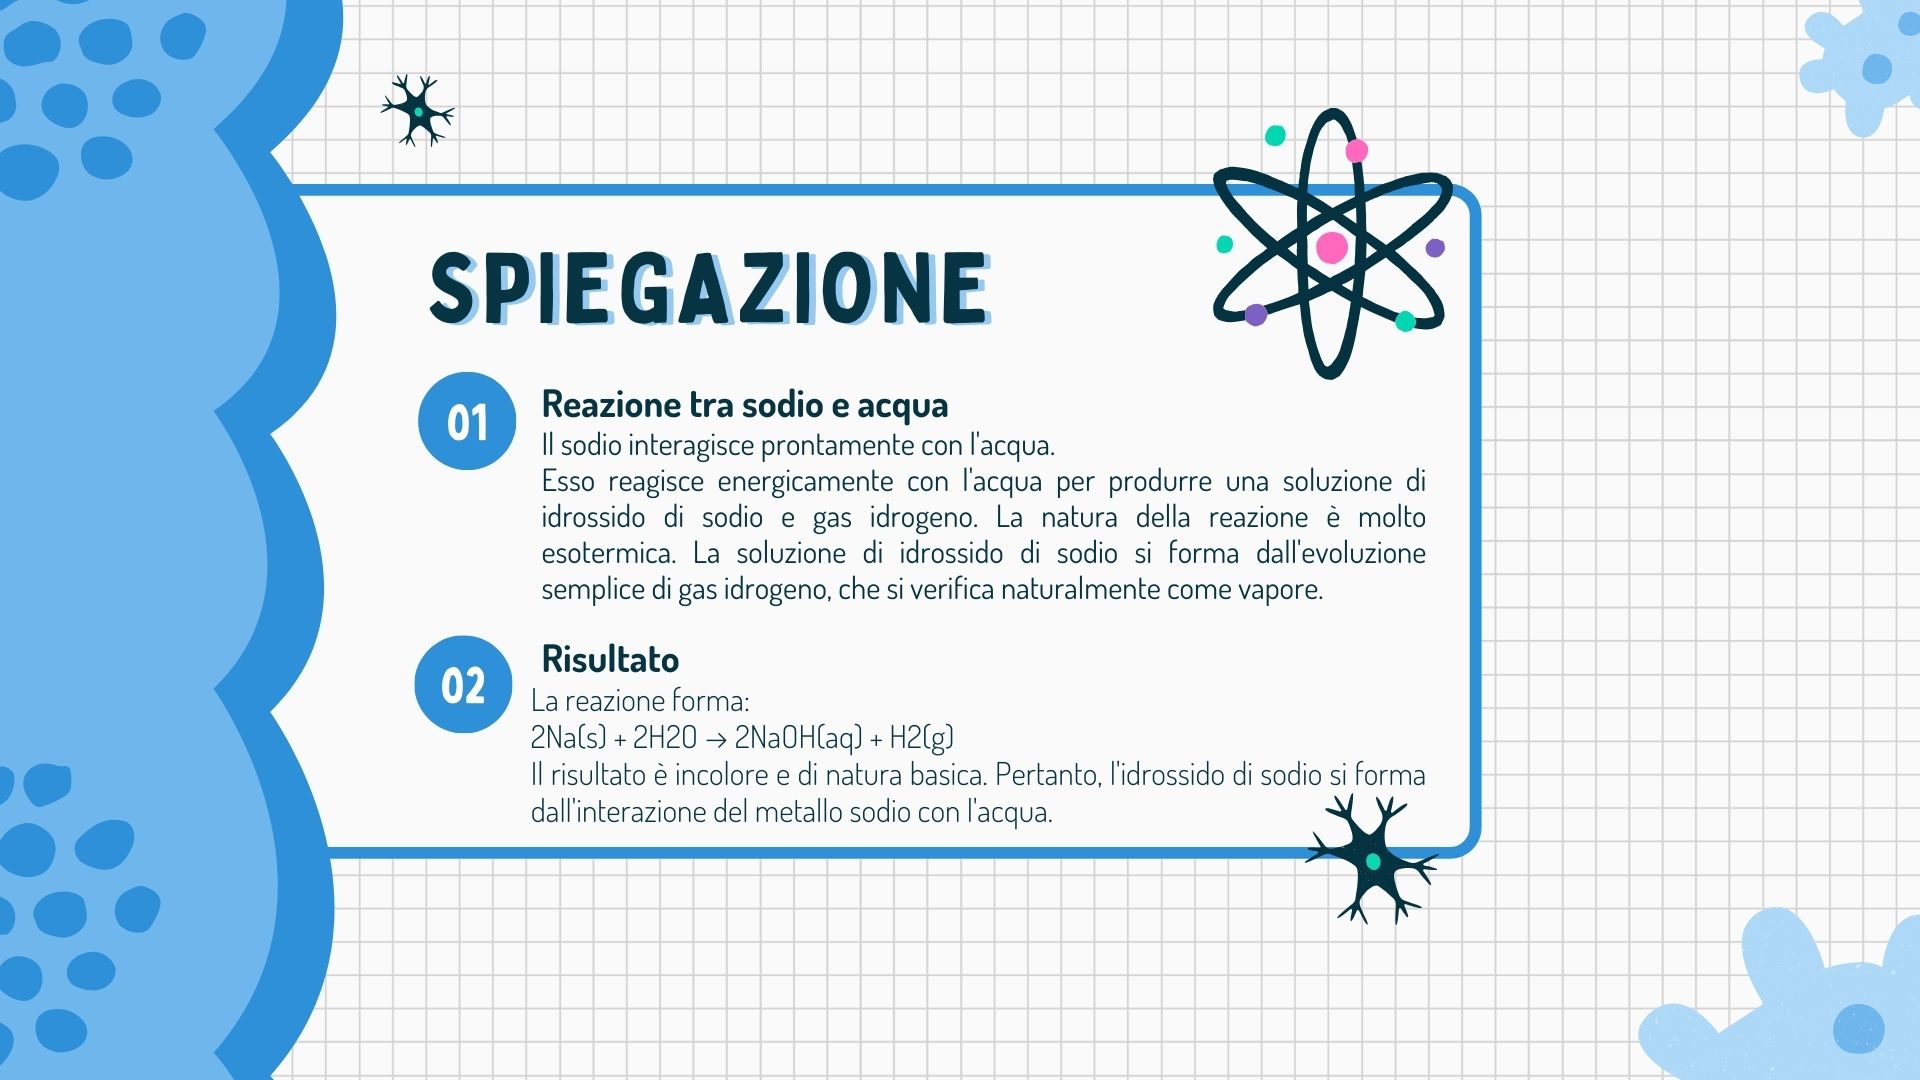 SPIEGAZIONE
01
Reazione tra sodio e acqua
Il sodio interagisce prontamente con l'acqua.
Esso reagisce energicamente con l'acqua per produrre una soluzione di
idrossido di sodio e gas idrogeno. La natura della reazione è molto
esotermica. La soluzione di idrossido di sodio si forma dall'evoluzione
semplice di gas idrogeno, che si verifica naturalmente come vapore.
02
Risultato
La reazione forma:
2Na(s) + 2H2O → 2NaOH(aq) + H2(g)
Il risultato è incolore e di natura basica. Pertanto, l'idrossido di sodio si forma
dall'interazione del metallo sodio con l'acqua.